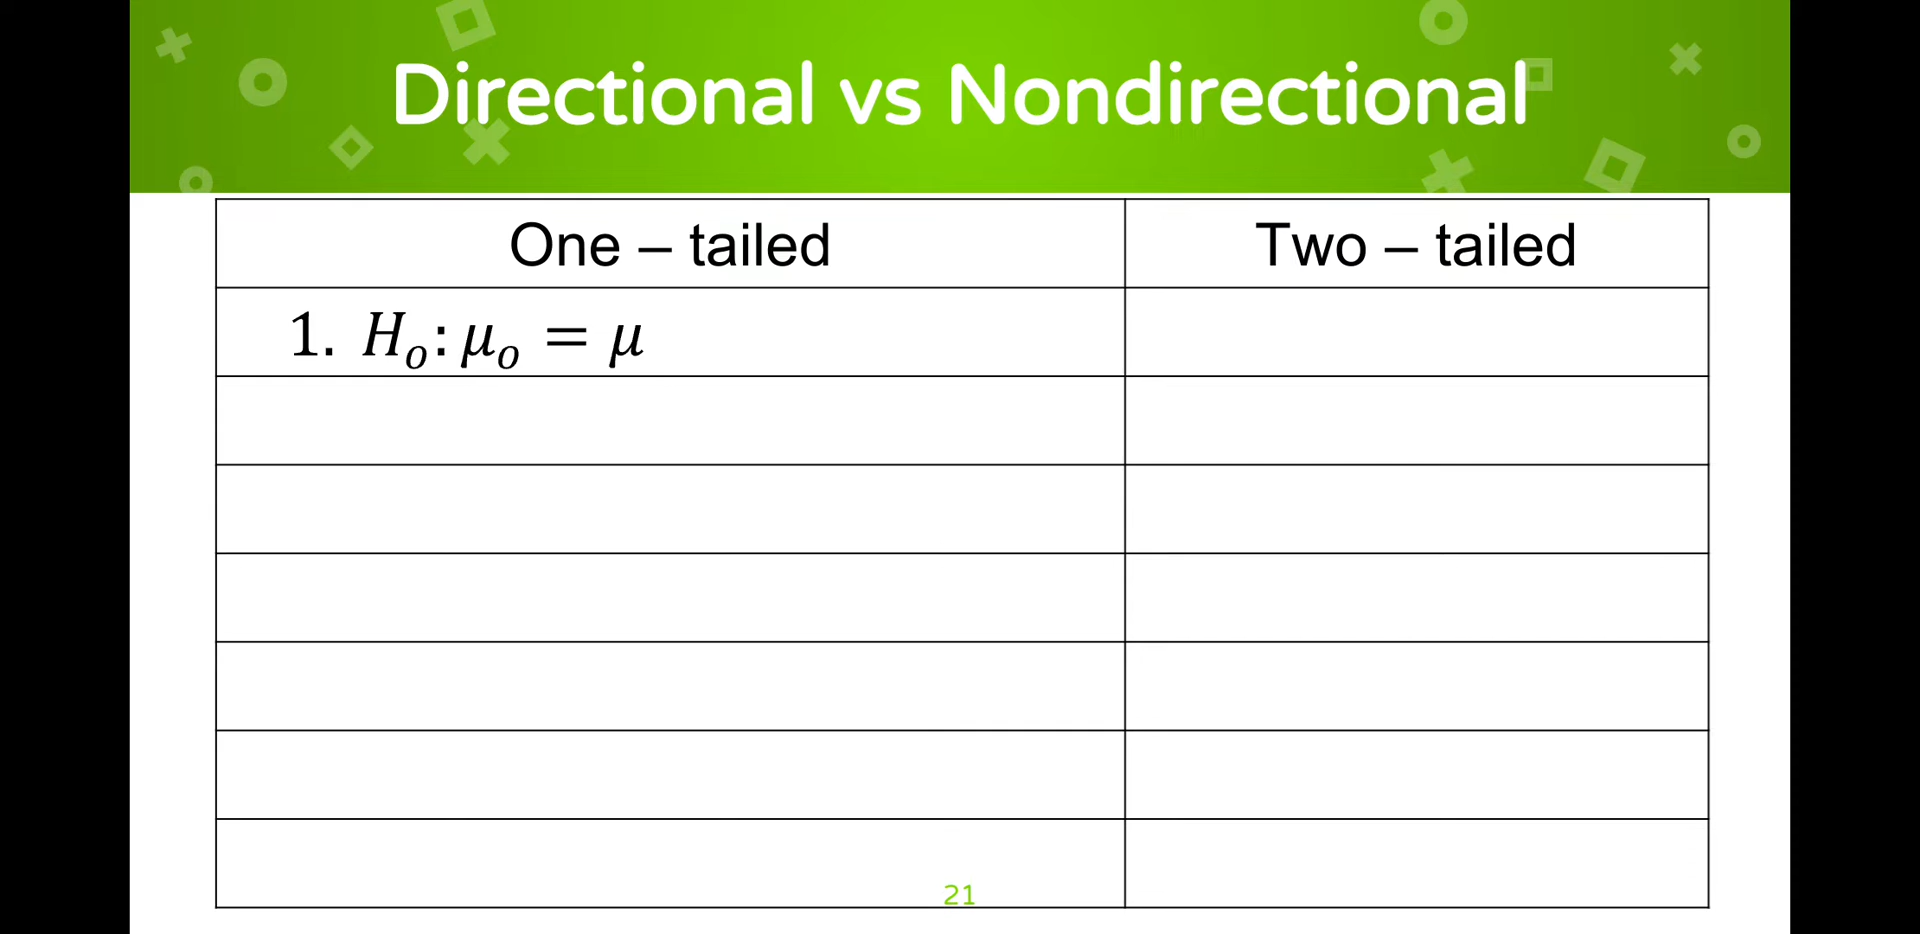 Directional vs Nondirectional
One – tailed
Two – tailed
1. Hₒ: μₒ = μ
21